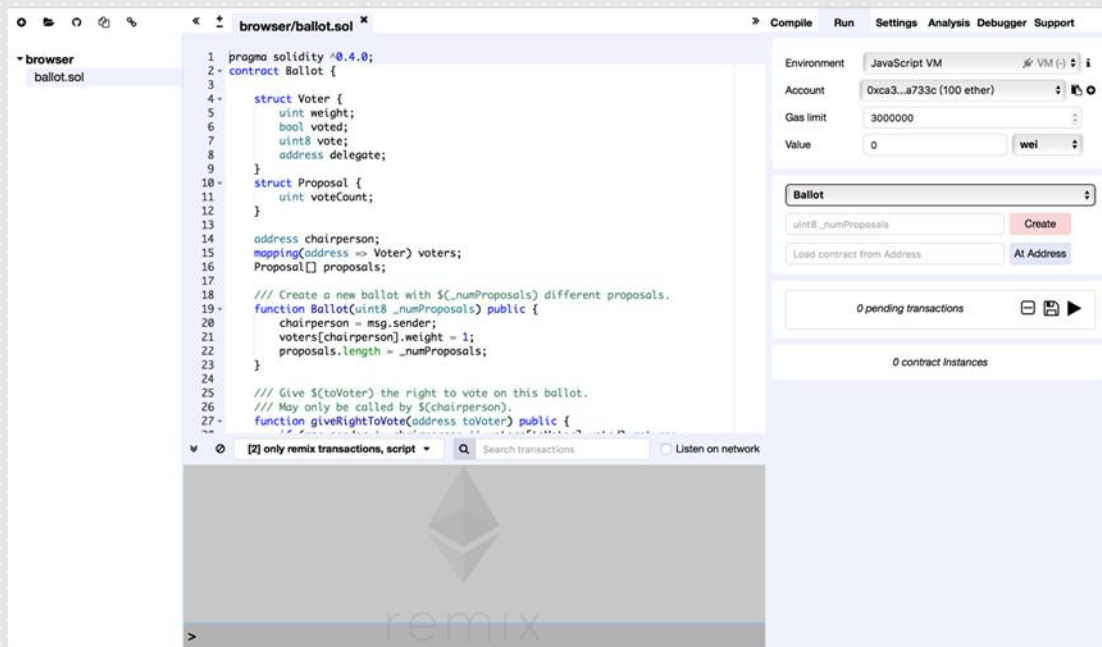 browser/ballot.sol
Compile Run Settings Analysis Debugger Support
browser
ballot.sol
1 pragma solidity ^0.4.0;
2 contract Ballot {
3
4 struct Voter {
5 uint weight;
6 bool voted;
7 uint8 vote;
8 address delegate;
9 }
10 struct Proposal {
11 uint voteCount;
12 }
13
14 address chairperson;
15 mapping(address => Voter) voters;
16 Proposal[] proposals;
17
18 /// Create a new ballot with $(_numProposals) different proposals.
19 function Ballot(uint8 _numProposals) public {
20 chairperson = msg.sender;
21 voters[chairperson].weight = 1;
22 proposals.length = _numProposals;
23 }
24
25 /// Give $(toVoter) the right to vote on this ballot.
26 /// May only be called by $(chairperson).
27 function giveRightToVote(address toVoter) public {
[2] only remix transactions, script
Search transactions
Listen on network
remix
>
Environment JavaScript VM VM (-) i
Account 0xca3...a733c (100 ether)
Gas limit 3000000
Value 0 wei
Ballot
uint8 _numProposals Create
Load contract from Address At Address
0 pending transactions
0 contract Instances